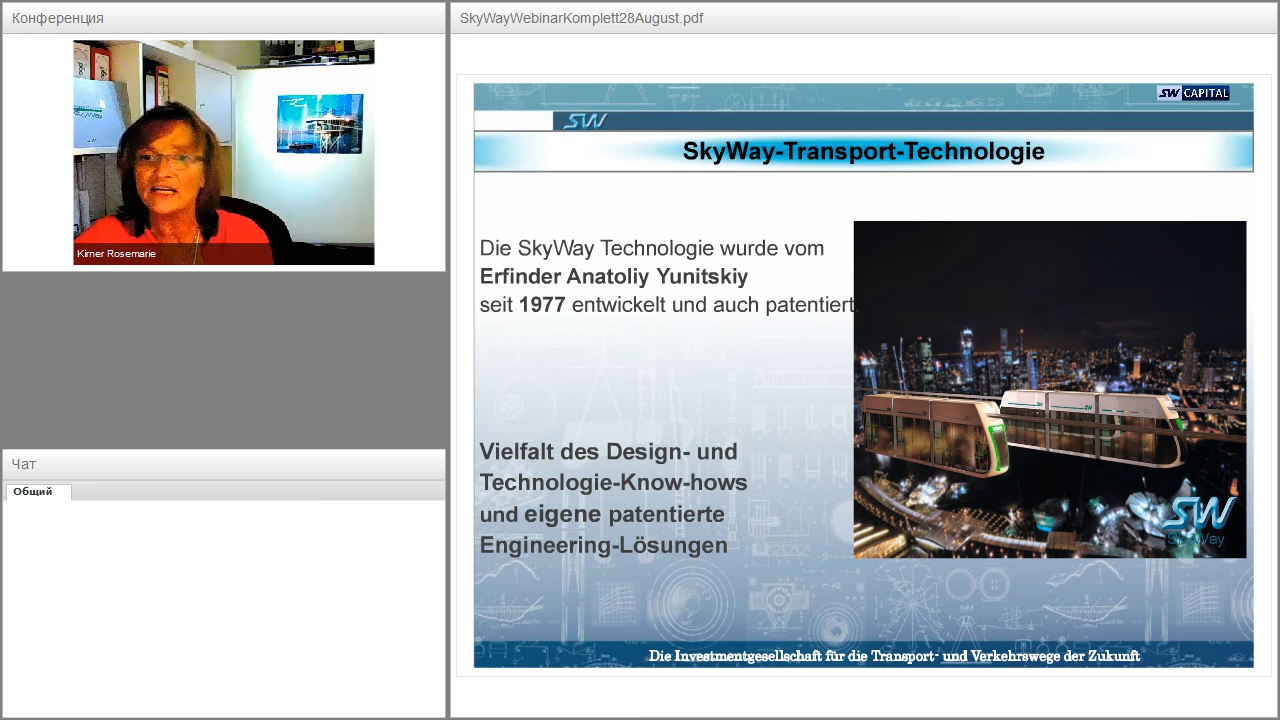 Конференция
Kirner Rosemarie
Чат
Общий
SkyWayWebinarKomplett28August.pdf
SW CAPITAL
SW
SkyWay-Transport-Technologie
Die SkyWay Technologie wurde vom
Erfinder Anatoliy Yunitskiy
seit 1977 entwickelt und auch patentiert.
Vielfalt des Design- und
Technologie-Know-hows
und eigene patentierte
Engineering-Lösungen
SW
SkyWay
Die Investmentgesellschaft für die Transport- und Verkehrswege der Zukunft